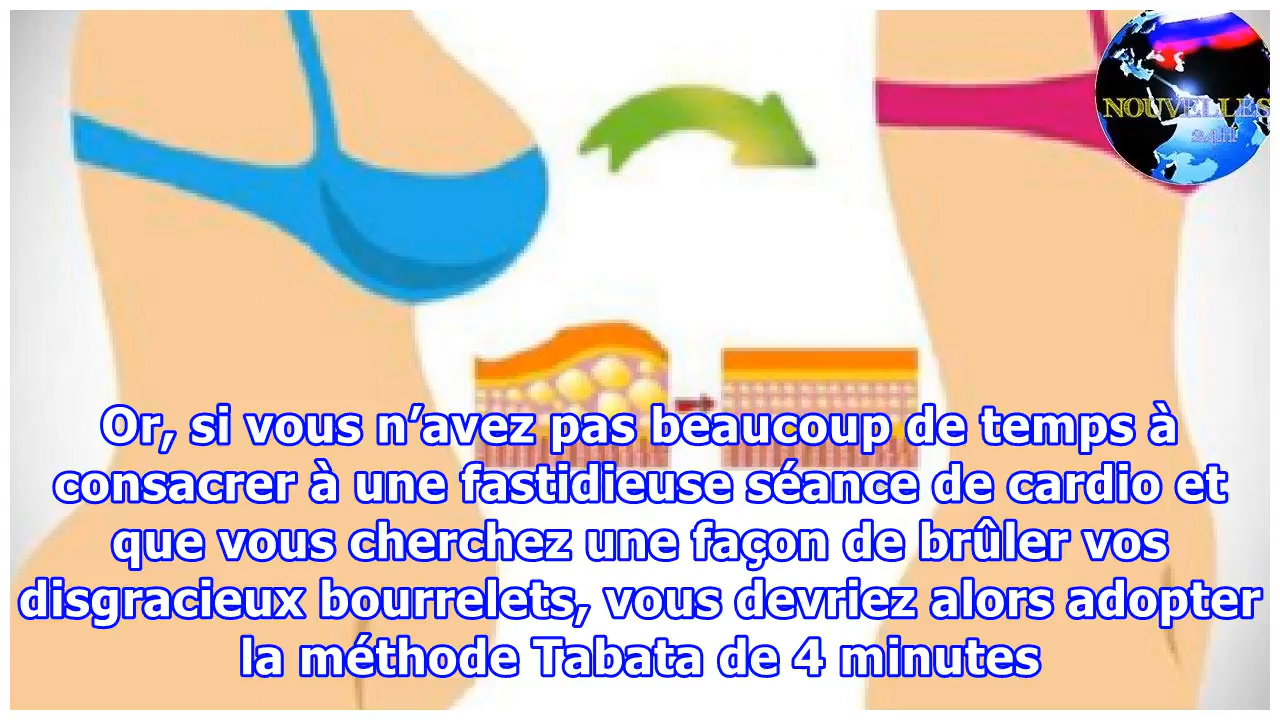 NOUVELLES
24H
Or, si vous n’avez pas beaucoup de temps à
consacrer à une fastidieuse séance de cardio et
que vous cherchez une façon de brûler vos
disgracieux bourrelets, vous devriez alors adopter
la méthode Tabata de 4 minutes